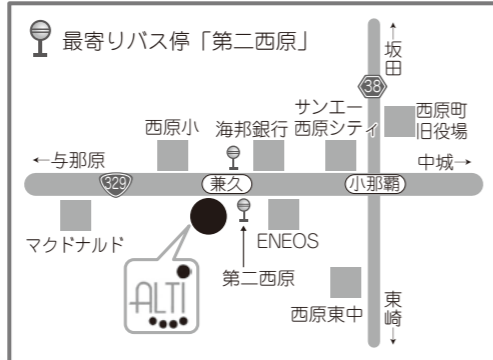 最寄りバス停「第二西原」
←坂田
38
サンエー
西原シティ
西原町
旧役場
西原小
海邦銀行
←与那原
中城→
329
兼久
小那覇
マクドナルド
ENEOS
第二西原
ALTI
西原東中
東崎→